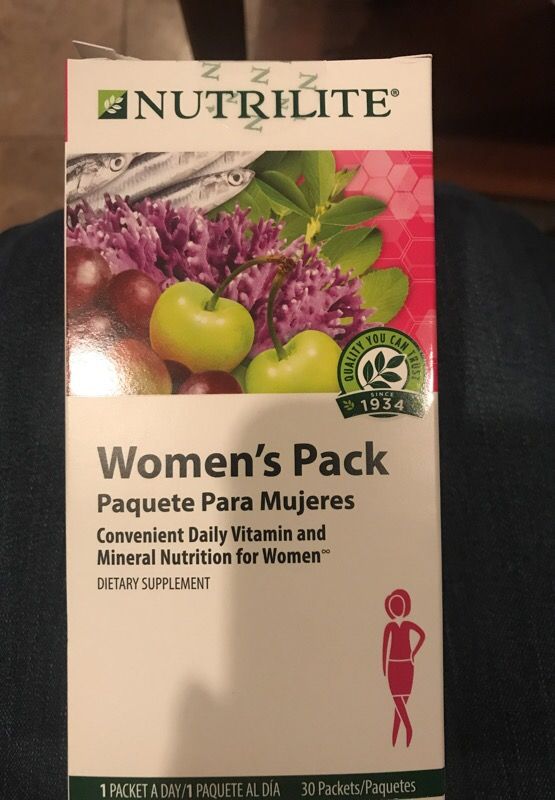 NUTRILITE®
QUALITY YOU CAN TRUST
SINCE
1934
Women's Pack
Paquete Para Mujeres
Convenient Daily Vitamin and
Mineral Nutrition for Women∞
DIETARY SUPPLEMENT
1 PACKET A DAY/1 PAQUETE AL DÍA 30 Packets/Paquetes